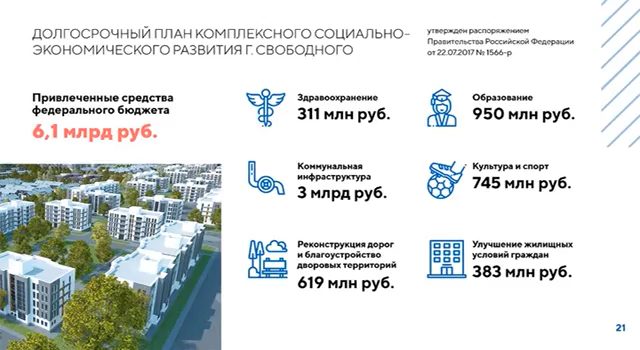 ДОЛГОСРОЧНЫЙ ПЛАН КОМПЛЕКСНОГО СОЦИАЛЬНО-
ЭКОНОМИЧЕСКОГО РАЗВИТИЯ Г. СВОБОДНОГО
утвержден распоряжением
Правительства Российской Федерации
от 22.07.2017 № 1566-р
Привлеченные средства
федерального бюджета
6,1 млрд руб.
Здравоохранение
311 млн руб.
Образование
950 млн руб.
Коммунальная
инфраструктура
3 млрд руб.
Культура и спорт
745 млн руб.
Реконструкция дорог
и благоустройство
дворовых территорий
619 млн руб.
Улучшение жилищных
условий граждан
383 млн руб.
21